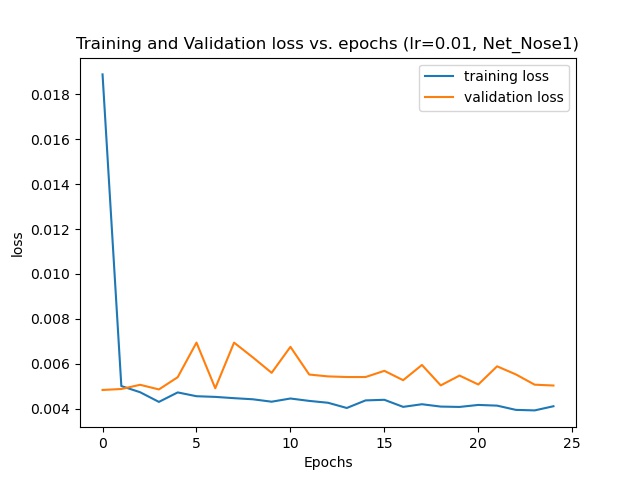 Training and Validation loss vs. epochs (lr=0.01, Net_Nose1)
training loss
validation loss
0.018
0.016
0.014
0.012
0.010
0.008
0.006
0.004
loss
0 5 10 15 20 25
Epochs